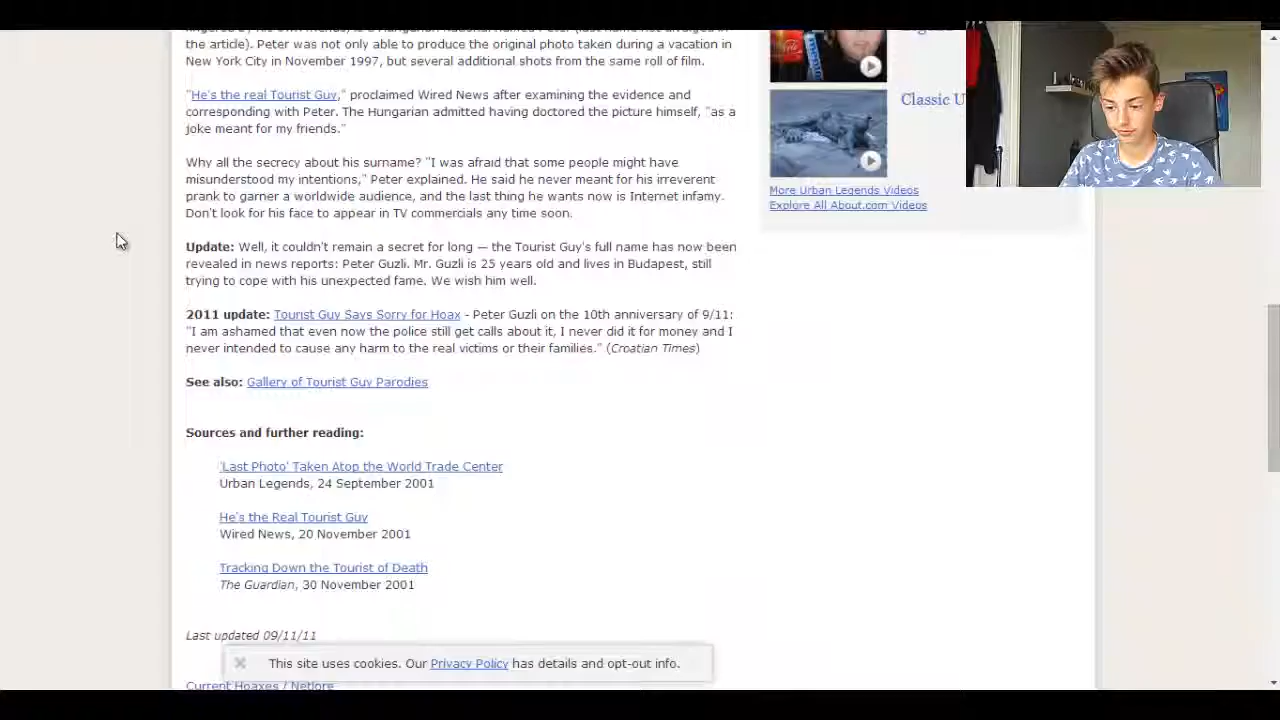 the article). Peter was not only able to produce the original photo taken during a vacation in
New York City in November 1997, but several additional shots from the same roll of film.
"He's the real Tourist Guy," proclaimed Wired News after examining the evidence and
corresponding with Peter. The Hungarian admitted having doctored the picture himself, "as a
joke meant for my friends."
Why all the secrecy about his surname? "I was afraid that some people might have
misunderstood my intentions," Peter explained. He said he never meant for his irreverent
prank to garner a worldwide audience, and the last thing he wants now is Internet infamy.
Don't look for his face to appear in TV commercials any time soon.
Update: Well, it couldn't remain a secret for long — the Tourist Guy's full name has now been
revealed in news reports: Peter Guzli. Mr. Guzli is 25 years old and lives in Budapest, still
trying to cope with his unexpected fame. We wish him well.
2011 update: Tourist Guy Says Sorry for Hoax - Peter Guzli on the 10th anniversary of 9/11:
"I am ashamed that even now the police still get calls about it, I never did it for money and I
never intended to cause any harm to the real victims or their families." (Croatian Times)
See also: Gallery of Tourist Guy Parodies
Sources and further reading:
'Last Photo' Taken Atop the World Trade Center
Urban Legends, 24 September 2001
He's the Real Tourist Guy
Wired News, 20 November 2001
Tracking Down the Tourist of Death
The Guardian, 30 November 2001
Last updated 09/11/11
This site uses cookies. Our Privacy Policy has details and opt-out info.
Current Hoaxes / Netlore
Classic U
More Urban Legends Videos
Explore All About.com Videos